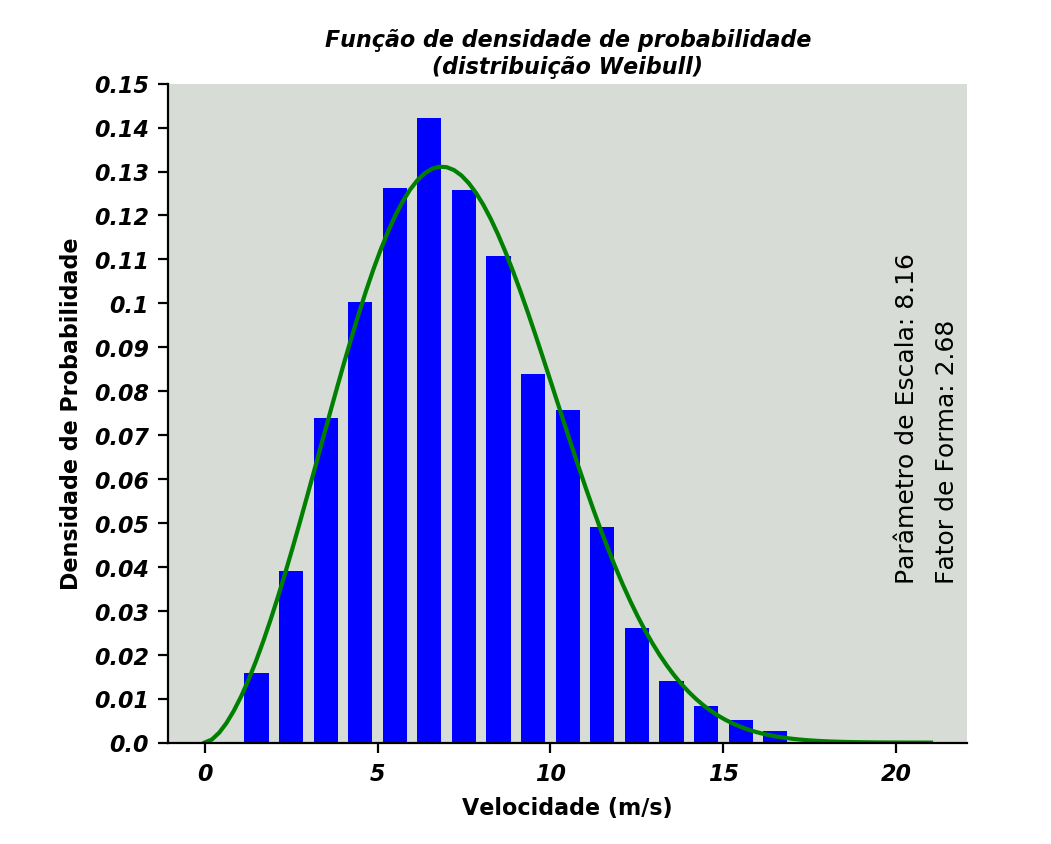 Função de densidade de probabilidade
(distribuição Weibull)
0.15
0.14
0.13
0.12
0.11
0.1
0.09
0.08
0.07
0.06
0.05
0.04
0.03
0.02
0.01
0.0
Densidade de Probabilidade
Parâmetro de Escala: 8.16
Fator de Forma: 2.68
0 5 10 15 20
Velocidade (m/s)